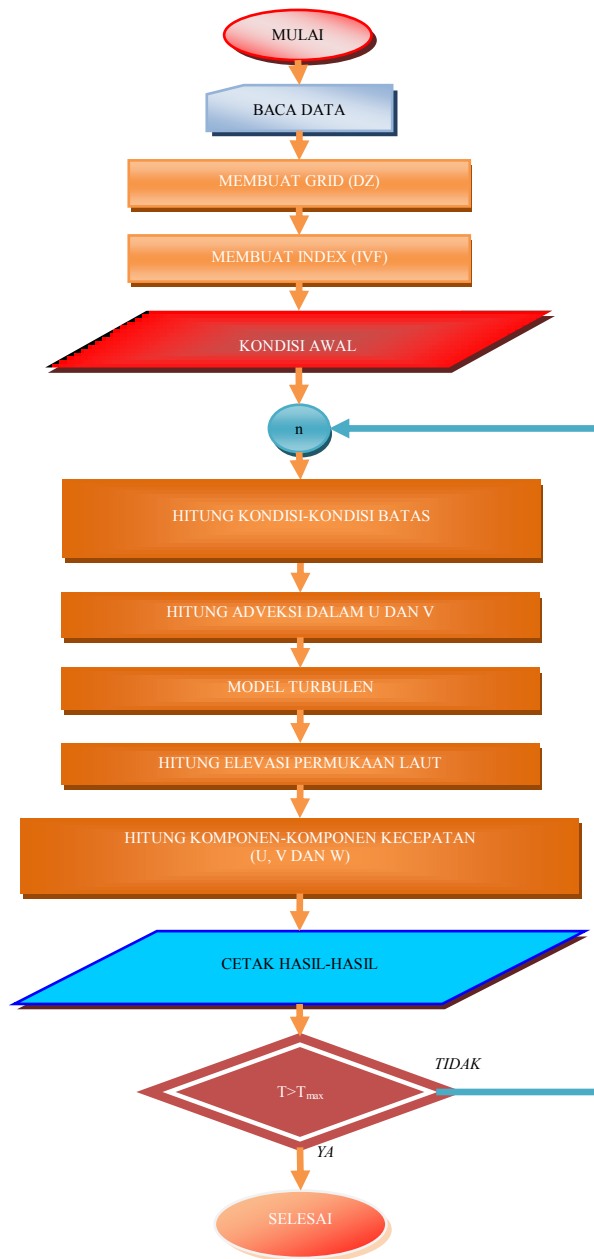 MULAI
BACA DATA
MEMBUAT GRID (DZ)
MEMBUAT INDEX (IVF)
KONDISI AWAL
n
HITUNG KONDISI-KONDISI BATAS
HITUNG ADVEKSI DALAM U DAN V
MODEL TURBULEN
HITUNG ELEVASI PERMUKAAN LAUT
HITUNG KOMPONEN-KOMPONEN KECEPATAN
(U, V DAN W)
CETAK HASIL-HASIL
TIDAK
T>Tmax
YA
SELESAI